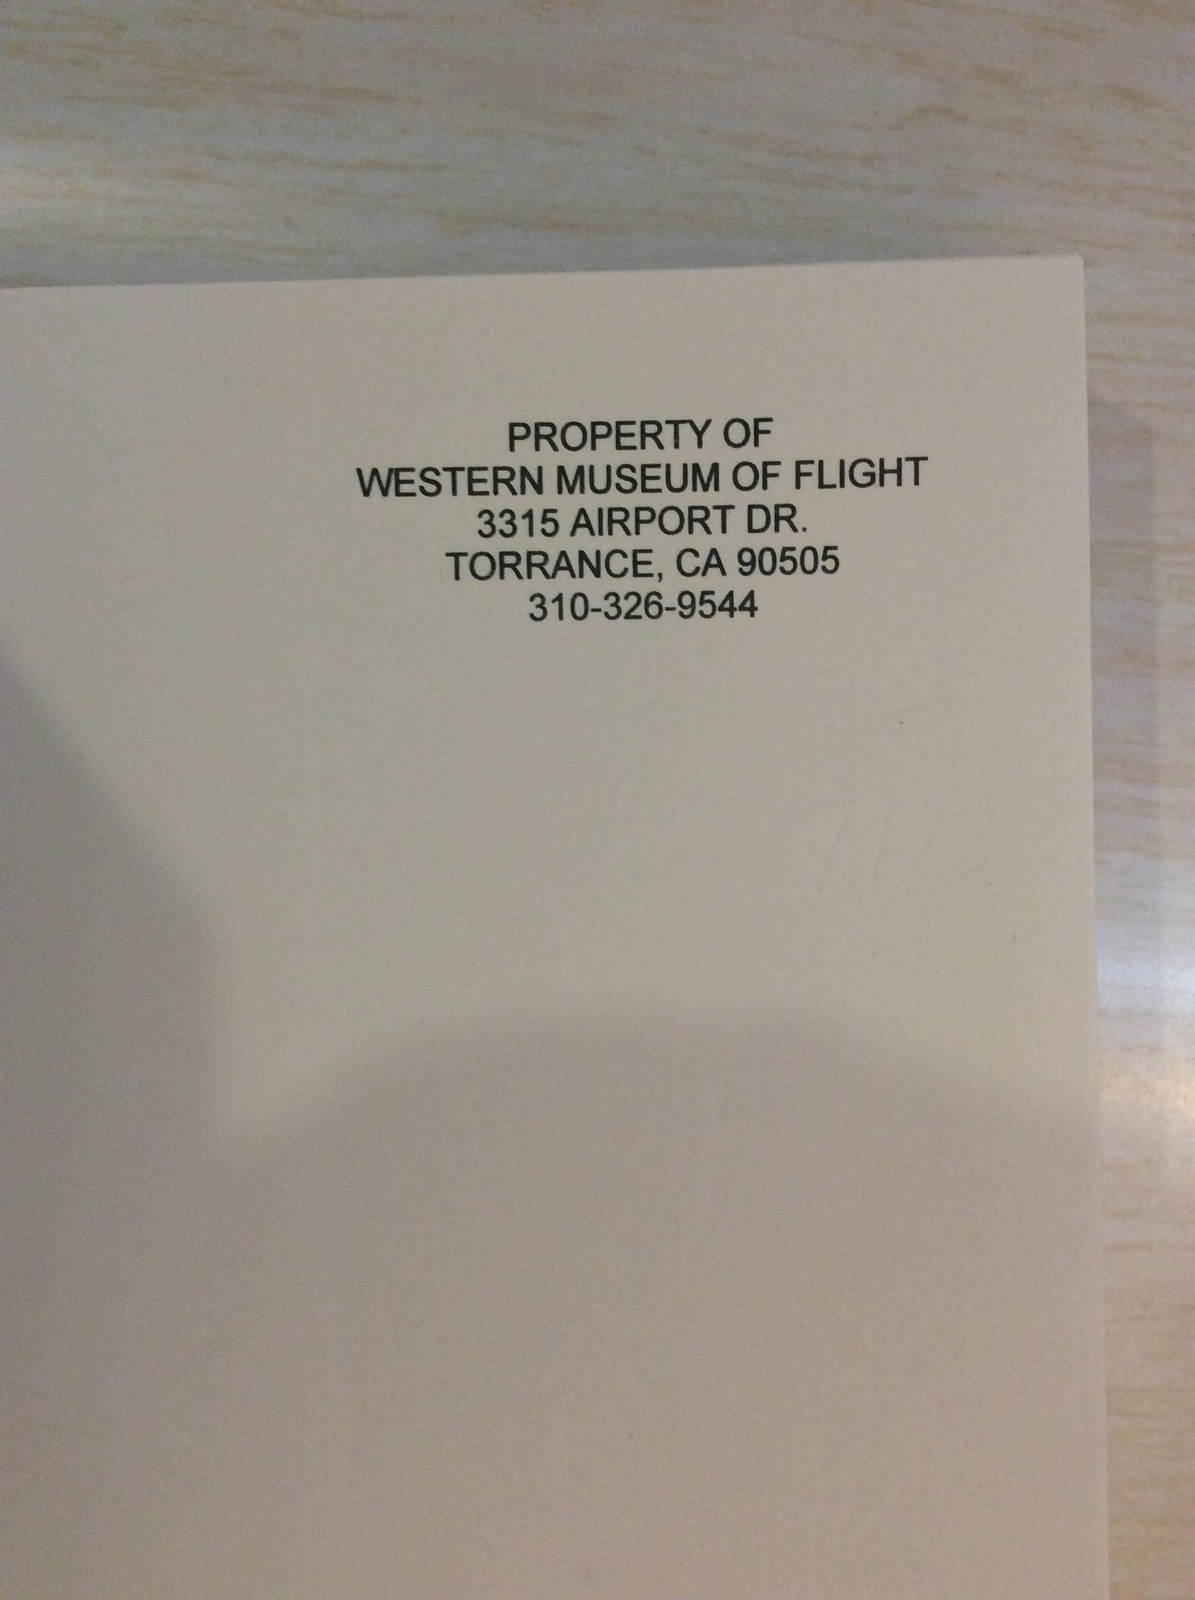 PROPERTY OF
WESTERN MUSEUM OF FLIGHT
3315 AIRPORT DR.
TORRANCE, CA 90505
310-326-9544